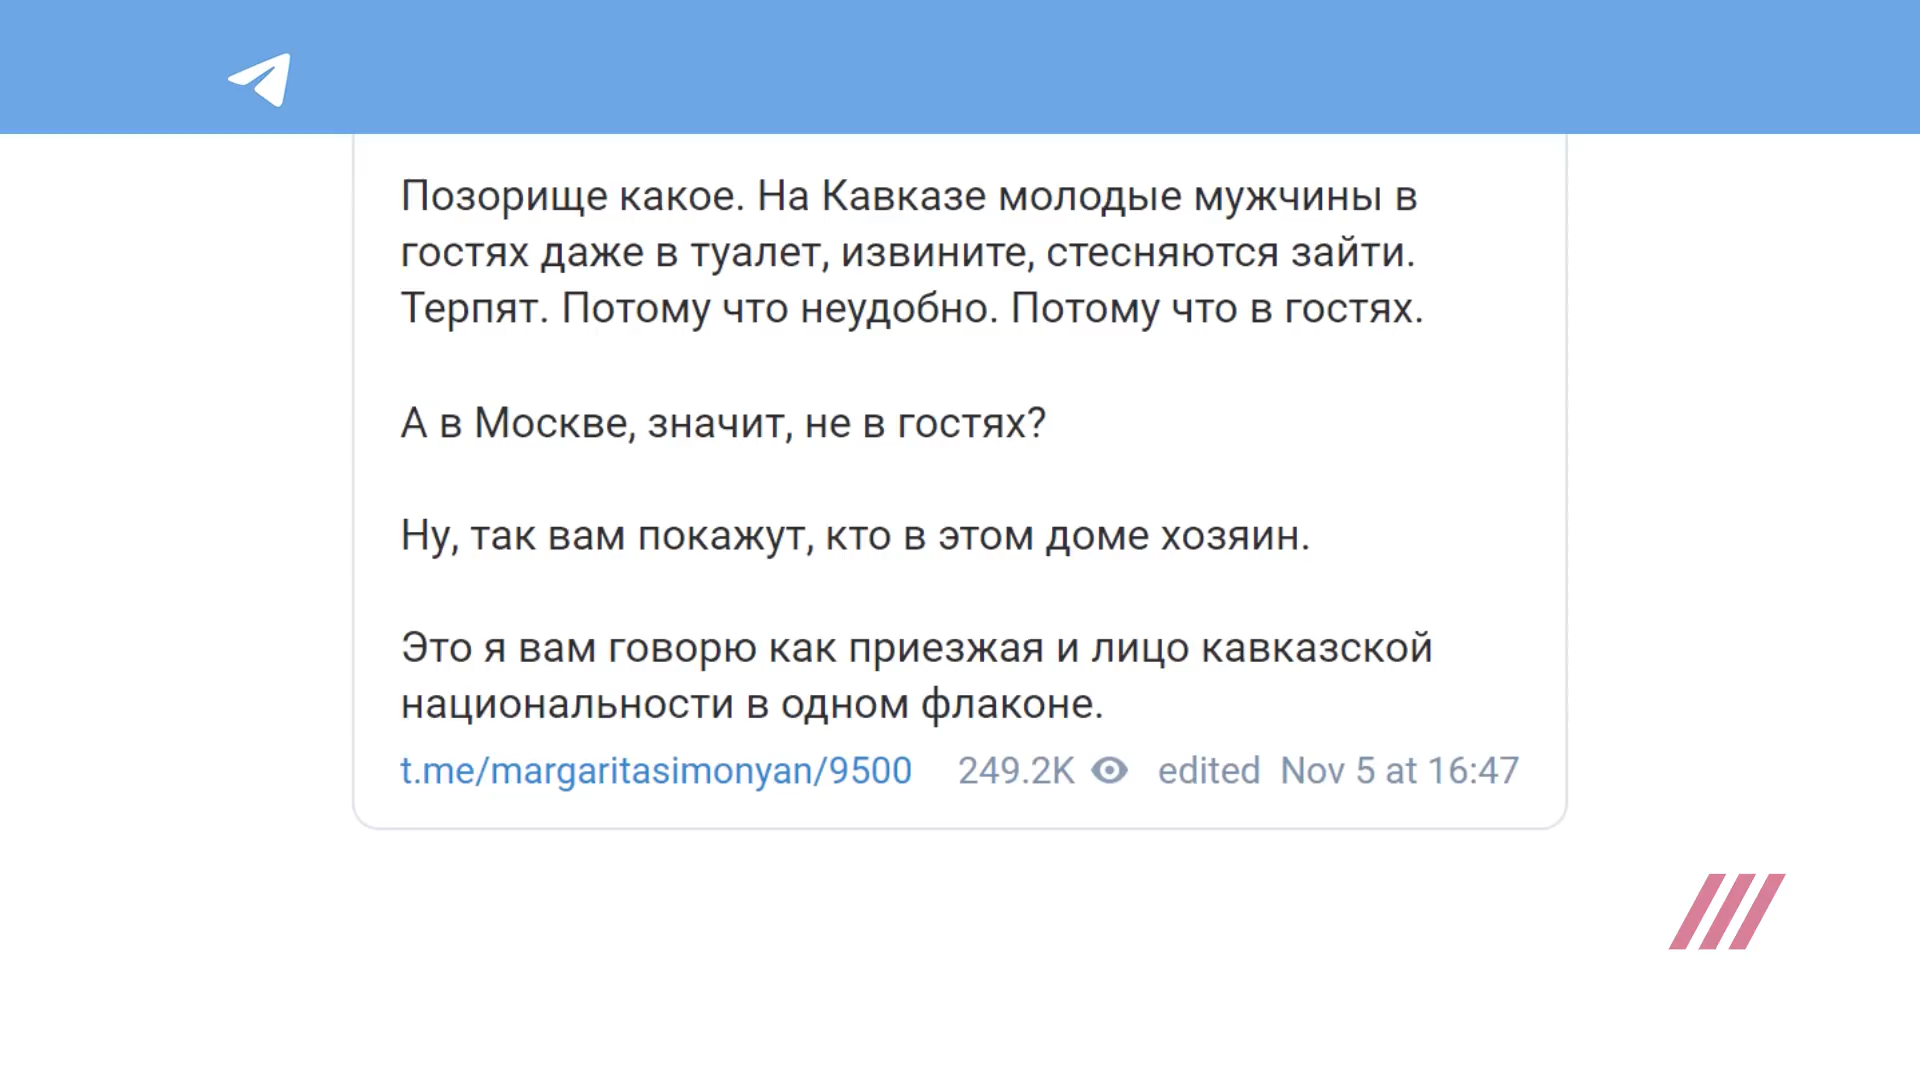 Позорище какое. На Кавказе молодые мужчины в
гостях даже в туалет, извините, стесняются зайти.
Терпят. Потому что неудобно. Потому что в гостях.
А в Москве, значит, не в гостях?
Ну, так вам покажут, кто в этом доме хозяин.
Это я вам говорю как приезжая и лицо кавказской
национальности в одном флаконе.
t.me/margaritasimonyan/9500 249.2K edited Nov 5 at 16:47